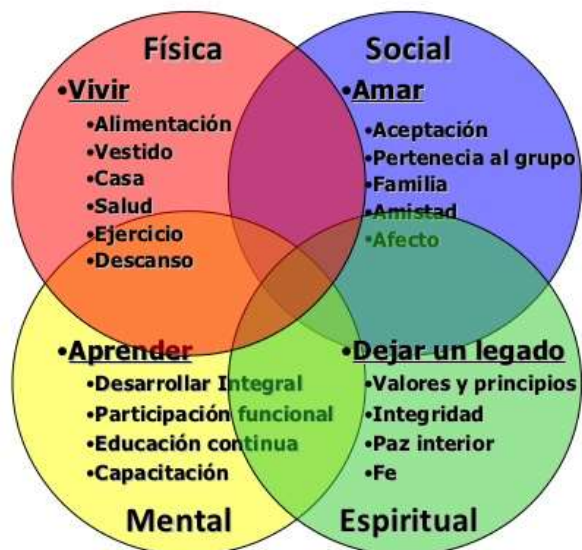 Física
•Vivir
•Alimentación
•Vestido
•Casa
•Salud
•Ejercicio
•Descanso
Social
•Amar
•Aceptación
•Pertenecia al grupo
•Familia
•Amistad
•Afecto
•Aprender
•Desarrollar Integral
•Participación funcional
•Educación continua
•Capacitación
Mental
•Dejar un legado
•Valores y principios
•Integridad
•Paz interior
•Fe
Espiritual